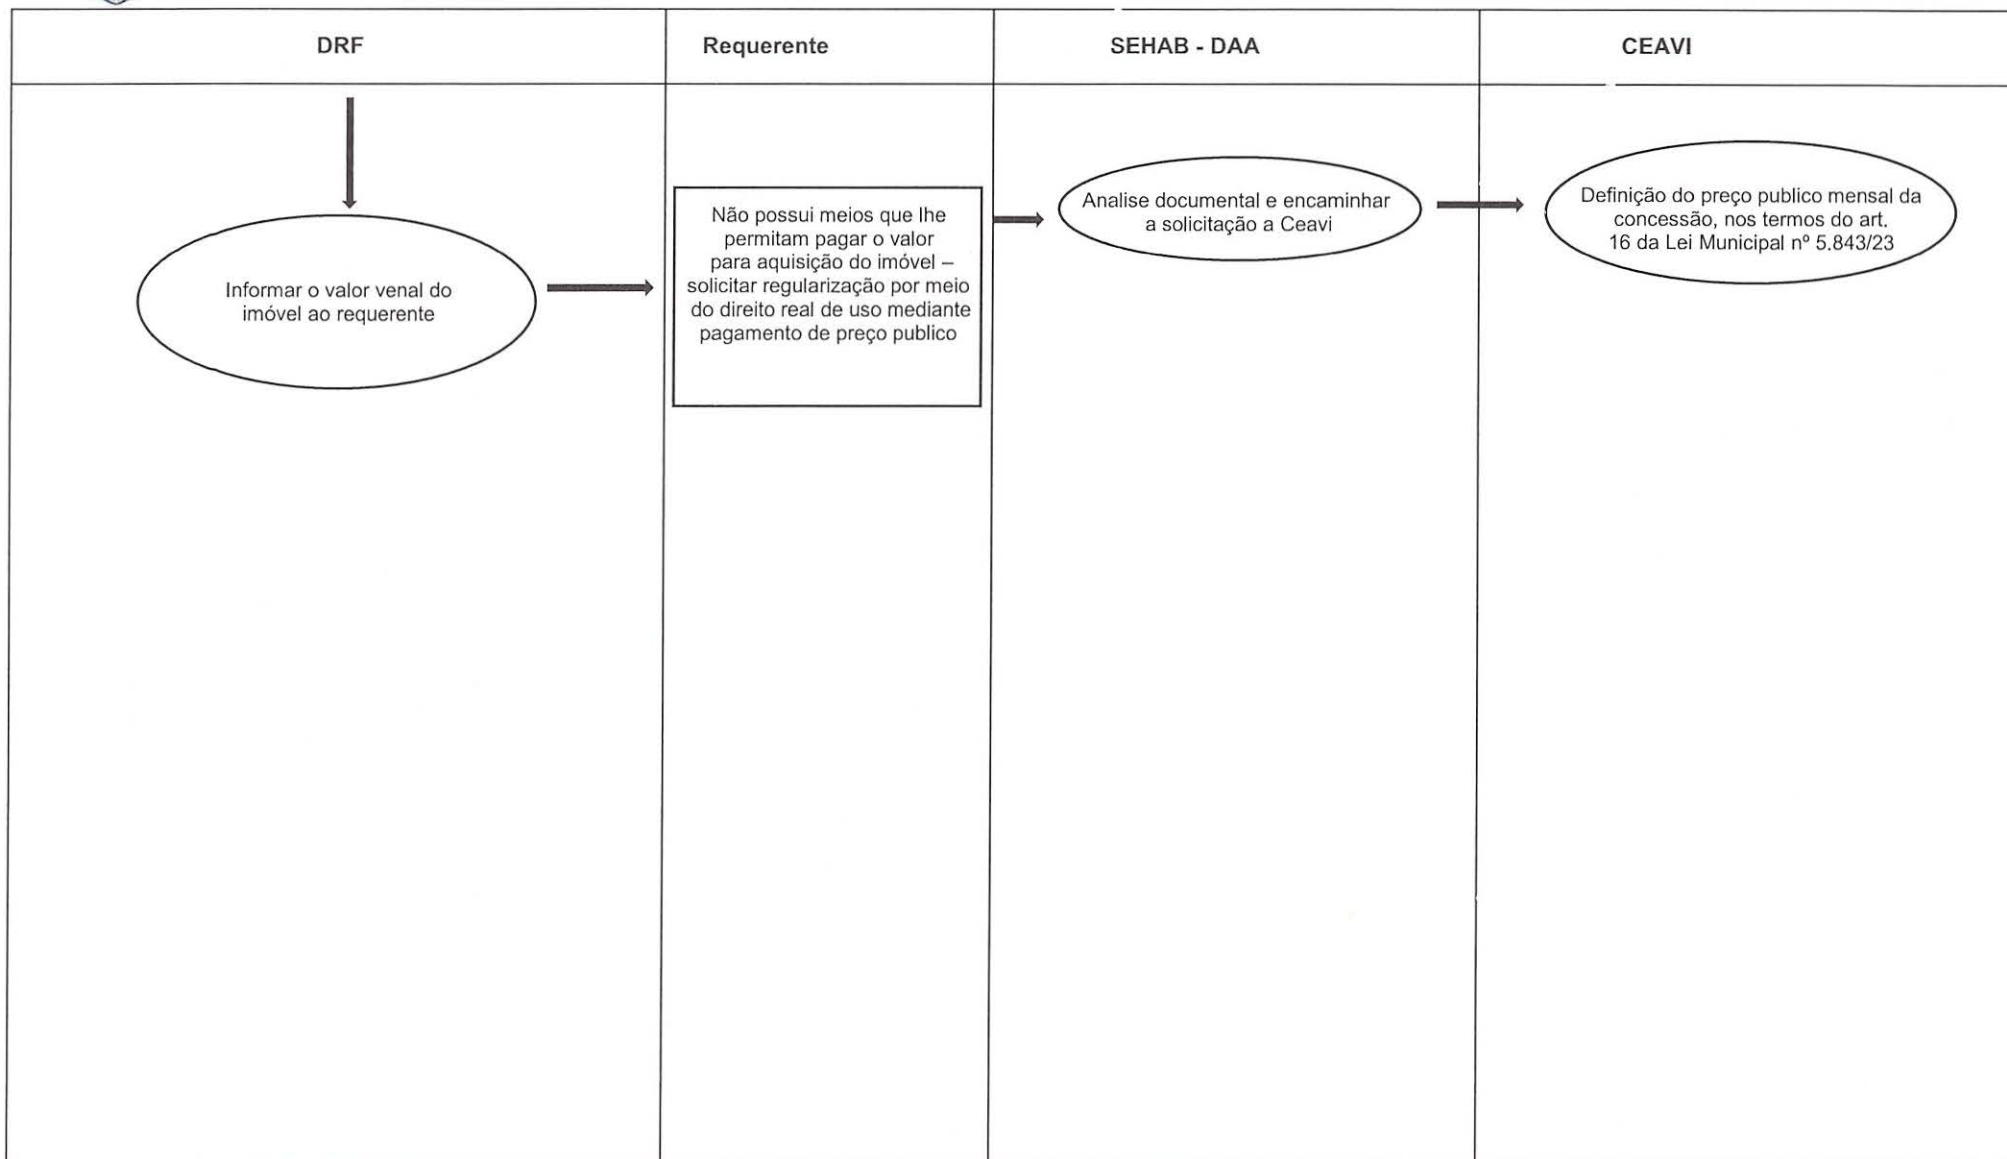 DRF
Requerente
SEHAB - DAA
CEAVI
Informar o valor venal do
imóvel ao requerente
Não possui meios que lhe
permitam pagar o valor
para aquisição do imóvel –
solicitar regularização por meio
do direito real de uso mediante
pagamento de preço publico
Analise documental e encaminhar
a solicitação a Ceavi
Definição do preço publico mensal da
concessão, nos termos do art.
16 da Lei Municipal nº 5.843/23